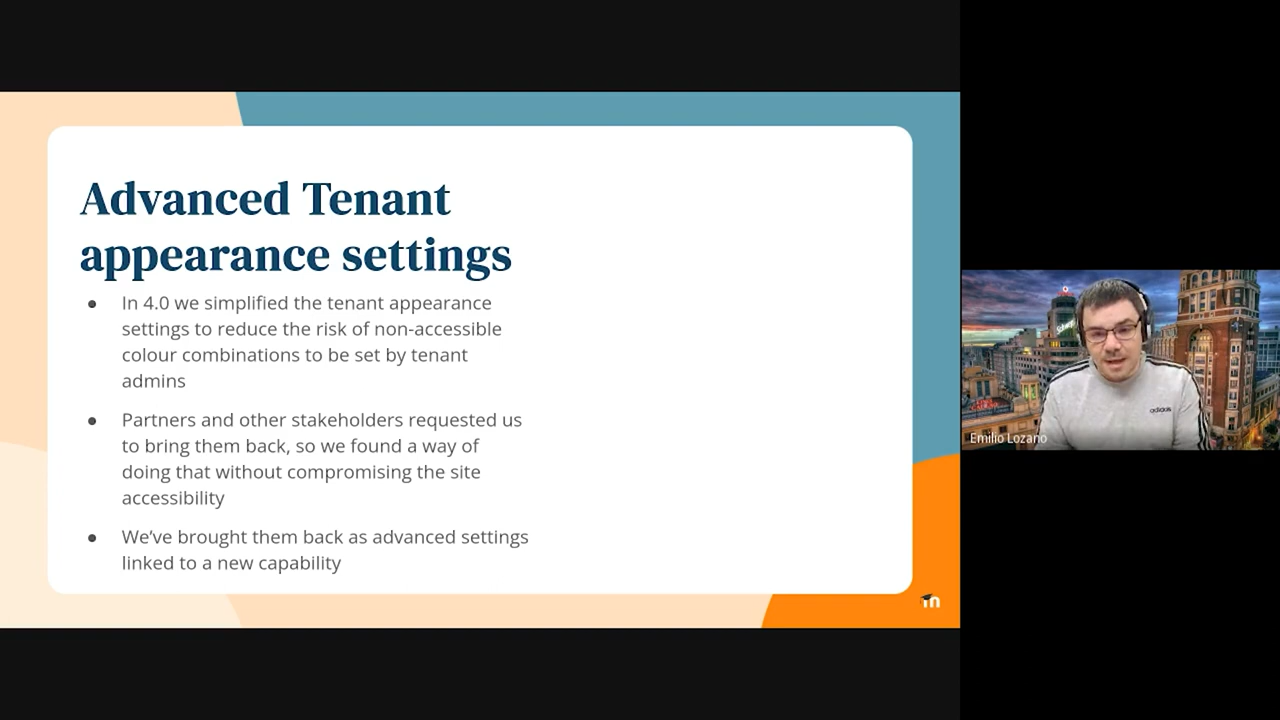 Advanced Tenant
appearance settings
● In 4.0 we simplified the tenant appearance
settings to reduce the risk of non-accessible
colour combinations to be set by tenant
admins
● Partners and other stakeholders requested us
to bring them back, so we found a way of
doing that without compromising the site
accessibility
● We've brought them back as advanced settings
linked to a new capability
m
adidas
Emilio Lozano